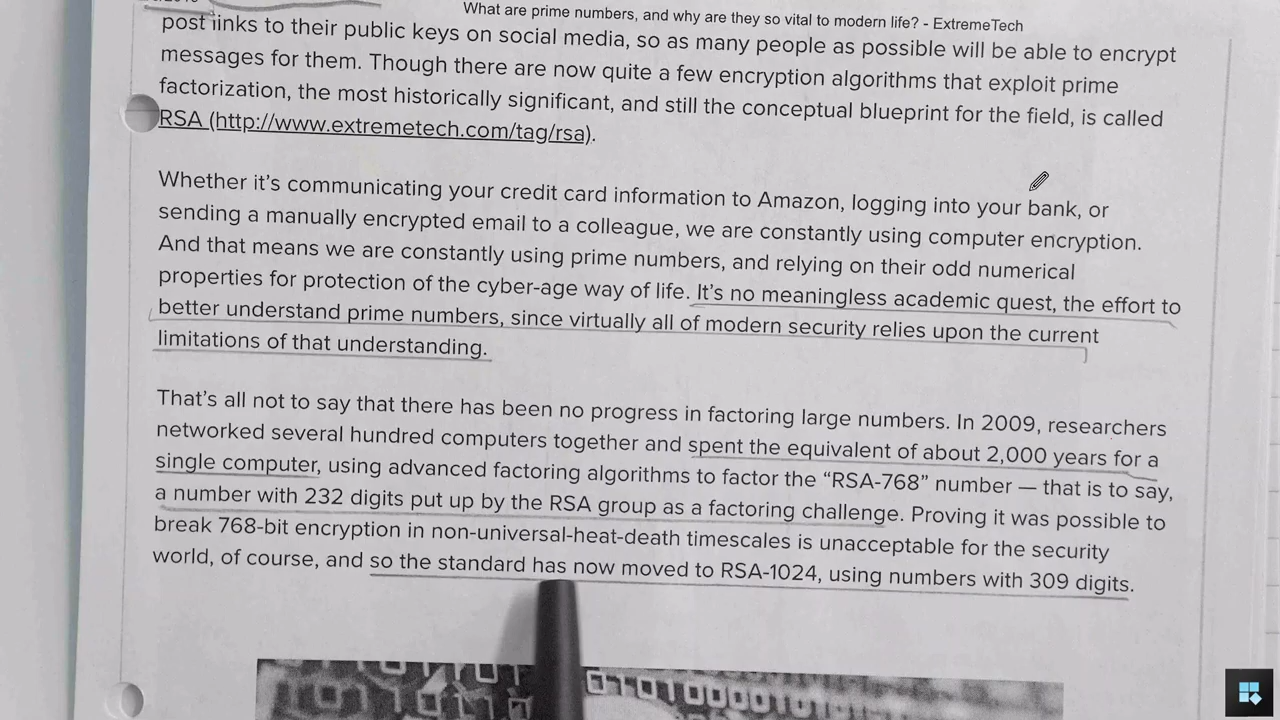 What are prime numbers, and why are they so vital to modern life? - ExtremeTech
post links to their public keys on social media, so as many people as possible will be able to encrypt
messages for them. Though there are now quite a few encryption algorithms that exploit prime
factorization, the most historically significant, and still the conceptual blueprint for the field, is called
RSA (http://www.extremetech.com/tag/rsa).
Whether it's communicating your credit card information to Amazon, logging into your bank, or
sending a manually encrypted email to a colleague, we are constantly using computer encryption.
And that means we are constantly using prime numbers, and relying on their odd numerical
properties for protection of the cyber-age way of life. It's no meaningless academic quest, the effort to
better understand prime numbers, since virtually all of modern security relies upon the current
limitations of that understanding.
That's all not to say that there has been no progress in factoring large numbers. In 2009, researchers
networked several hundred computers together and spent the equivalent of about 2,000 years for a
single computer, using advanced factoring algorithms to factor the “RSA-768” number — that is to say,
a number with 232 digits put up by the RSA group as a factoring challenge. Proving it was possible to
break 768-bit encryption in non-universal-heat-death timescales is unacceptable for the security
world, of course, and so the standard has now moved to RSA-1024, using numbers with 309 digits.